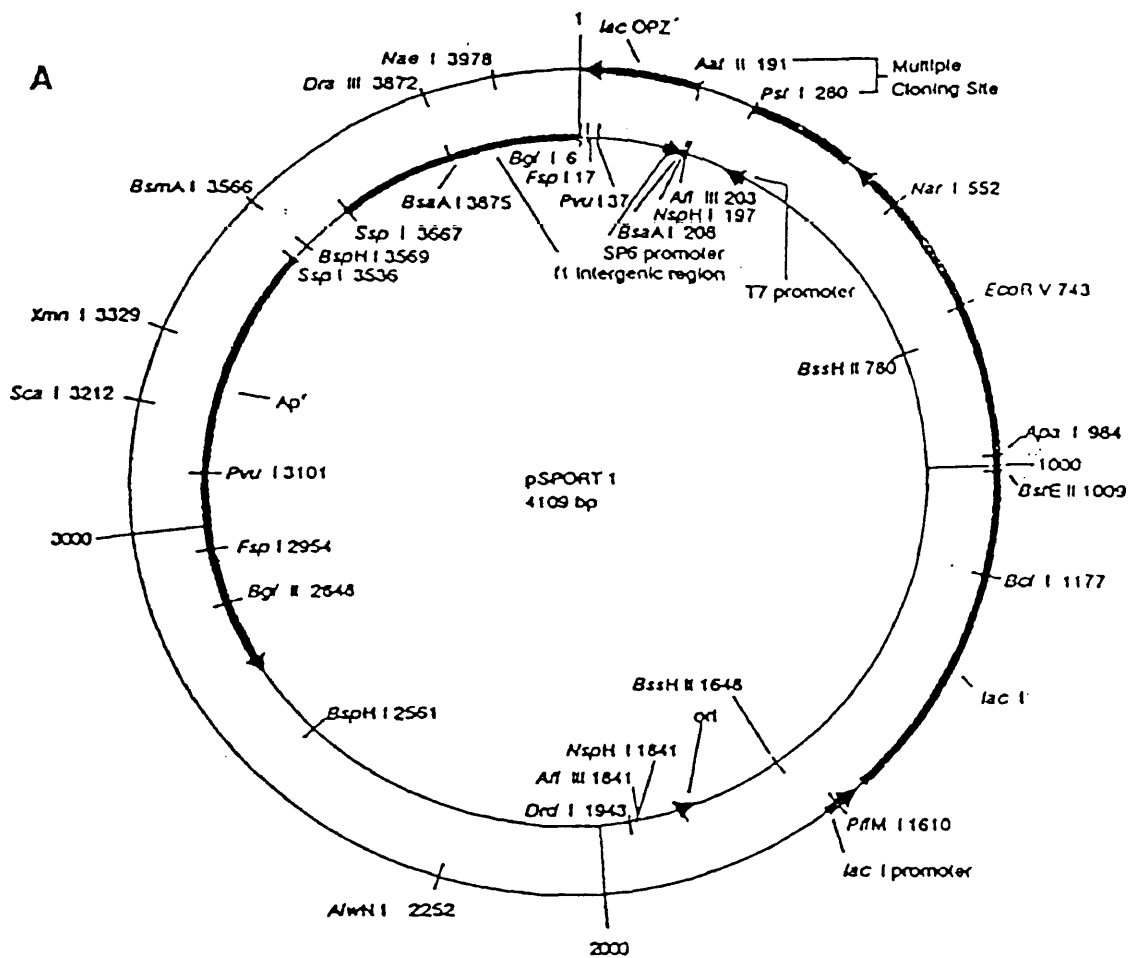 A
1
lac OPZ'
Nae I 3978
Dra III 3872
Aat II 191
Pst I 280
Multiple
Cloning Site
Bgl I 6
Fsp I 17
Pvu I 37
BsmA I 3566
BsaA I 3875
Afl III 203
NspH I 197
BsaA I 208
Nar I 552
Ssp I 3667
BspH I 3569
Ssp I 3536
SP6 promoter
f1 Intergenic region
T7 promoter
EcoR V 743
Xmn I 3329
BssH II 780
Sca I 3212
Ap r
Apa I 984
1000
BstE II 1009
Pvu I 3101
pSPORT 1
4109 bp
3000
Fsp I 2954
Bgl II 2848
Bcl I 1177
lac I
BssH II 1648
ori
BspH I 2561
NspH I 1841
Afl III 1841
Drd I 1943
PflM I 1610
lac I promoter
AlwN I 2252
2000